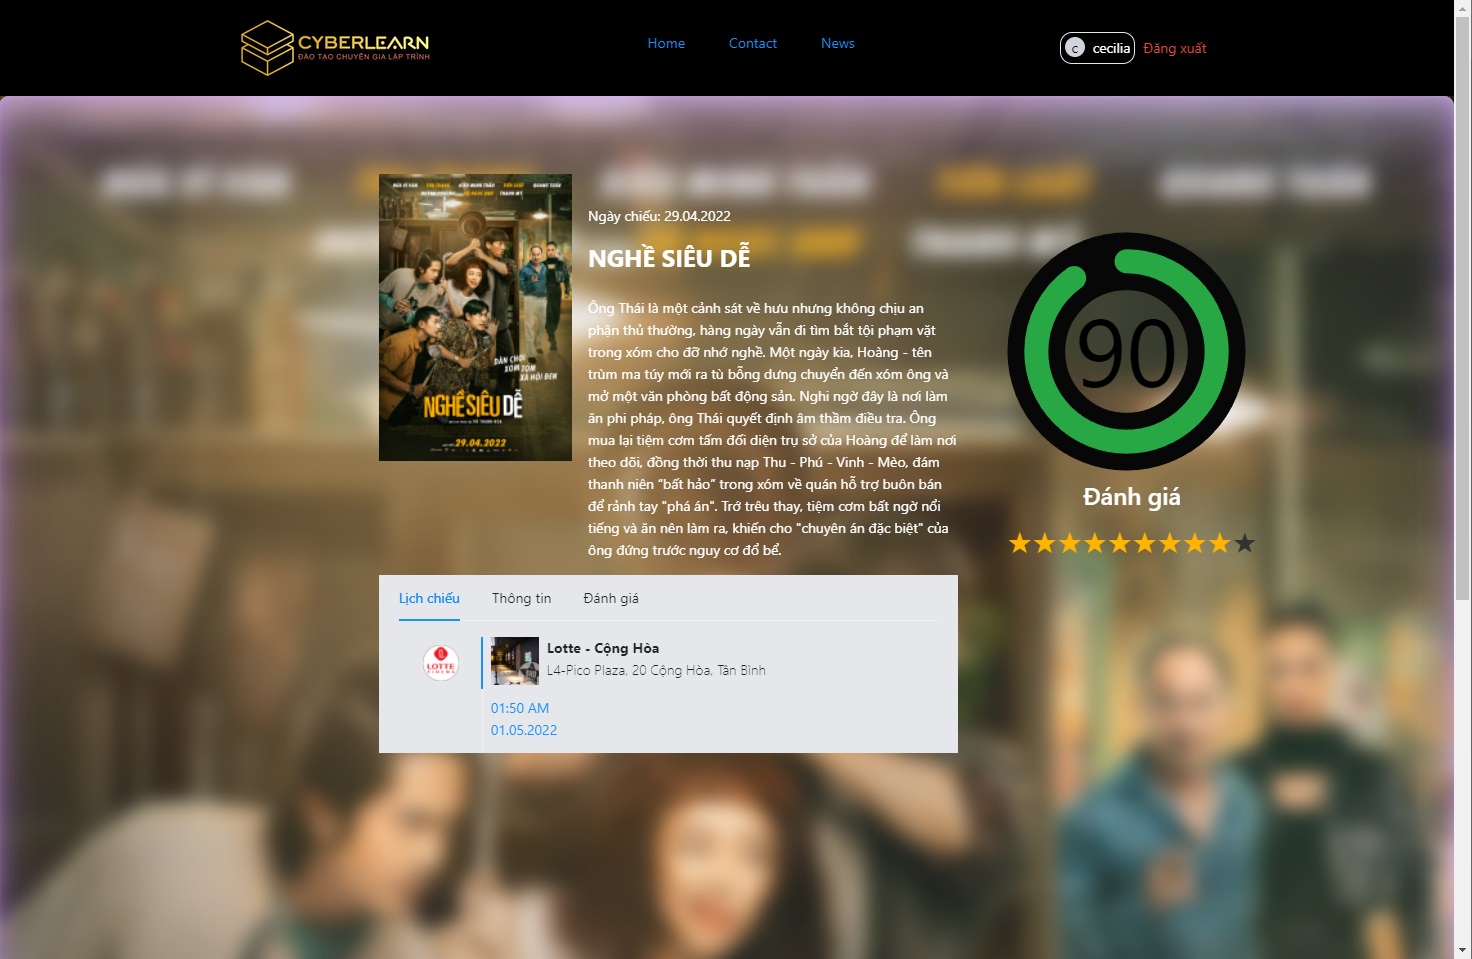 CYBERLEARN
ĐÀO TẠO CHUYÊN GIA LẬP TRÌNH
Home
Contact
News
c
cecilia
Đăng xuất
DÂN CHƠI
XÓM TÓM
XÃ HỘI ĐEN
NGHỀ SIÊU DỄ
29.04.2022
Ngày chiếu: 29.04.2022
NGHỀ SIÊU DỄ
Ông Thái là một cảnh sát về hưu nhưng không chịu an
phận thủ thường, hàng ngày vẫn đi tìm bắt tội phạm vặt
trong xóm cho đỡ nhớ nghề. Một ngày kia, Hoàng - tên
trùm ma túy mới ra tù bỗng dưng chuyển đến xóm ông và
mở một văn phòng bất động sản. Nghi ngờ đây là nơi làm
ăn phi pháp, ông Thái quyết định âm thầm điều tra. Ông
mua lại tiệm cơm tấm đối diện trụ sở của Hoàng để làm nơi
theo dõi, đồng thời thu nạp Thu - Phú - Vinh - Mèo, đám
thanh niên “bất hảo” trong xóm về quán hỗ trợ buôn bán
để rảnh tay "phá án". Trớ trêu thay, tiệm cơm bất ngờ nổi
tiếng và ăn nên làm ra, khiến cho "chuyên án đặc biệt" của
ông đứng trước nguy cơ đổ bể.
90
Đánh giá
Lịch chiếu
Thông tin
Đánh giá
LOTTE
CINEMA
Lotte - Cộng Hòa
L4-Pico Plaza, 20 Cộng Hòa, Tân Bình
01:50 AM
01.05.2022